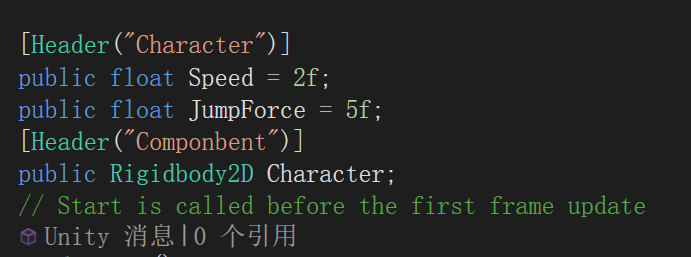 [Header("Character")]
public float Speed = 2f;
public float JumpForce = 5f;
[Header("Componbent")]
public Rigidbody2D Character;
// Start is called before the first frame update
Unity 消息|0 个引用